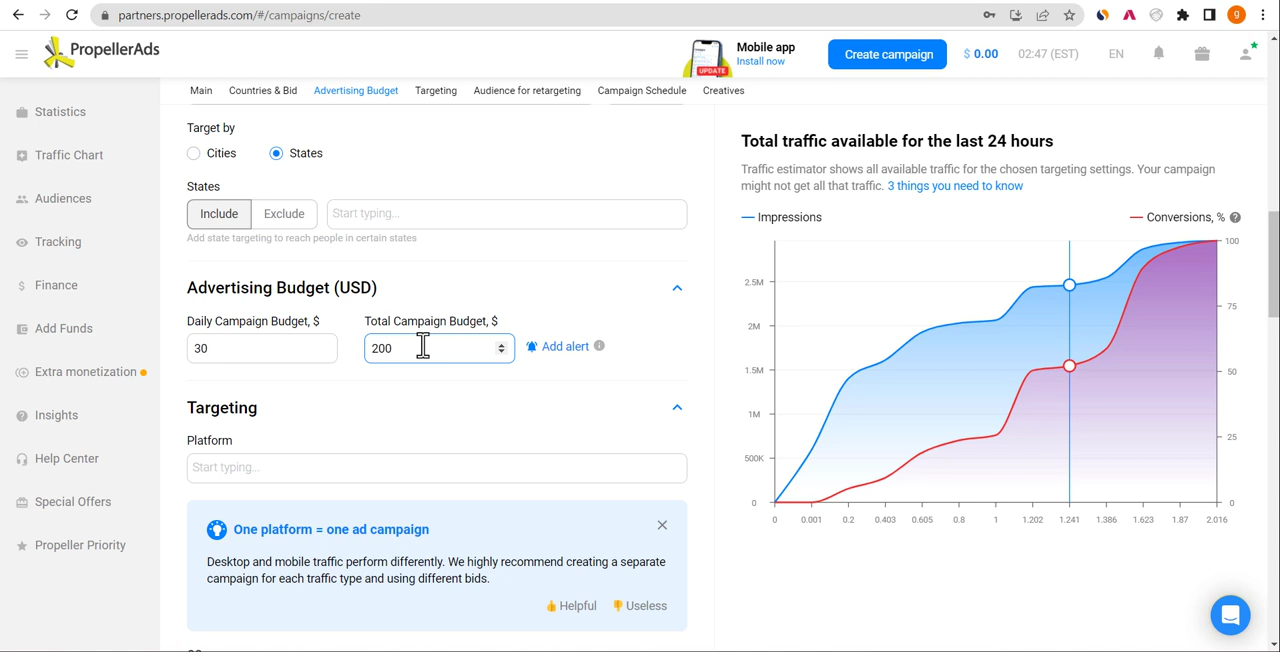 partners.propellerads.com/#/campaigns/create
g
PropellerAds
UPDATE
Mobile app
Install now
Create campaign
$ 0.00
02:47 (EST)
EN
Main
Countries & Bid
Advertising Budget
Targeting
Audience for retargeting
Campaign Schedule
Creatives
Statistics
Traffic Chart
Audiences
Tracking
Finance
Add Funds
Extra monetization
Insights
Help Center
Special Offers
Propeller Priority
Target by
Cities
States
States
Include
Exclude
Start typing...
Add state targeting to reach people in certain states
Advertising Budget (USD)
Daily Campaign Budget, $
Total Campaign Budget, $
30
200
Add alert
Targeting
Platform
Start typing...
One platform = one ad campaign
Desktop and mobile traffic perform differently. We highly recommend creating a separate
campaign for each traffic type and using different bids.
Helpful
Useless
Total traffic available for the last 24 hours
Traffic estimator shows all available traffic for the chosen targeting settings. Your campaign
might not get all that traffic. 3 things you need to know
Impressions
Conversions, %
2.5M
2M
1.5M
1M
500K
0
100
75
50
25
0
0 0.001 0.2 0.403 0.605 0.8 1 1.202 1.241 1.386 1.623 1.87 2.016